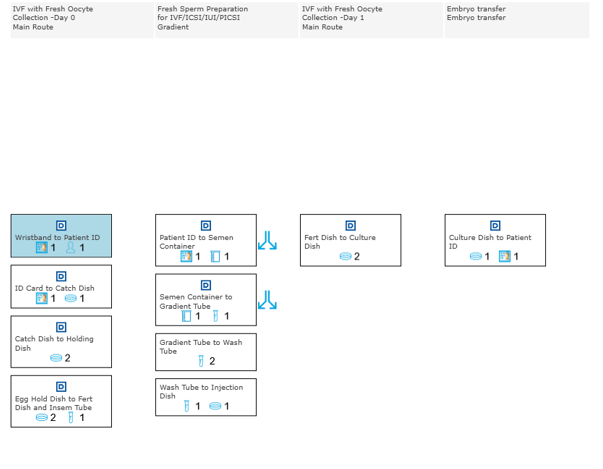 IVF with Fresh Oocyte
Collection -Day 0
Main Route
Fresh Sperm Preparation
for IVF/ICSI/IUI/PICSI
Gradient
IVF with Fresh Oocyte
Collection -Day 1
Main Route
Embryo transfer
Embryo transfer
D
Wristband to Patient ID
1 1
D
ID Card to Catch Dish
1 1
D
Catch Dish to Holding
Dish
2
D
Egg Hold Dish to Fert
Dish and Insem Tube
2 1
D
Patient ID to Semen
Container
1 1
D
Semen Container to
Gradient Tube
1 1
Gradient Tube to Wash
Tube
2
Wash Tube to Injection
Dish
1 1
D
Fert Dish to Culture
Dish
2
D
Culture Dish to Patient
ID
1 1